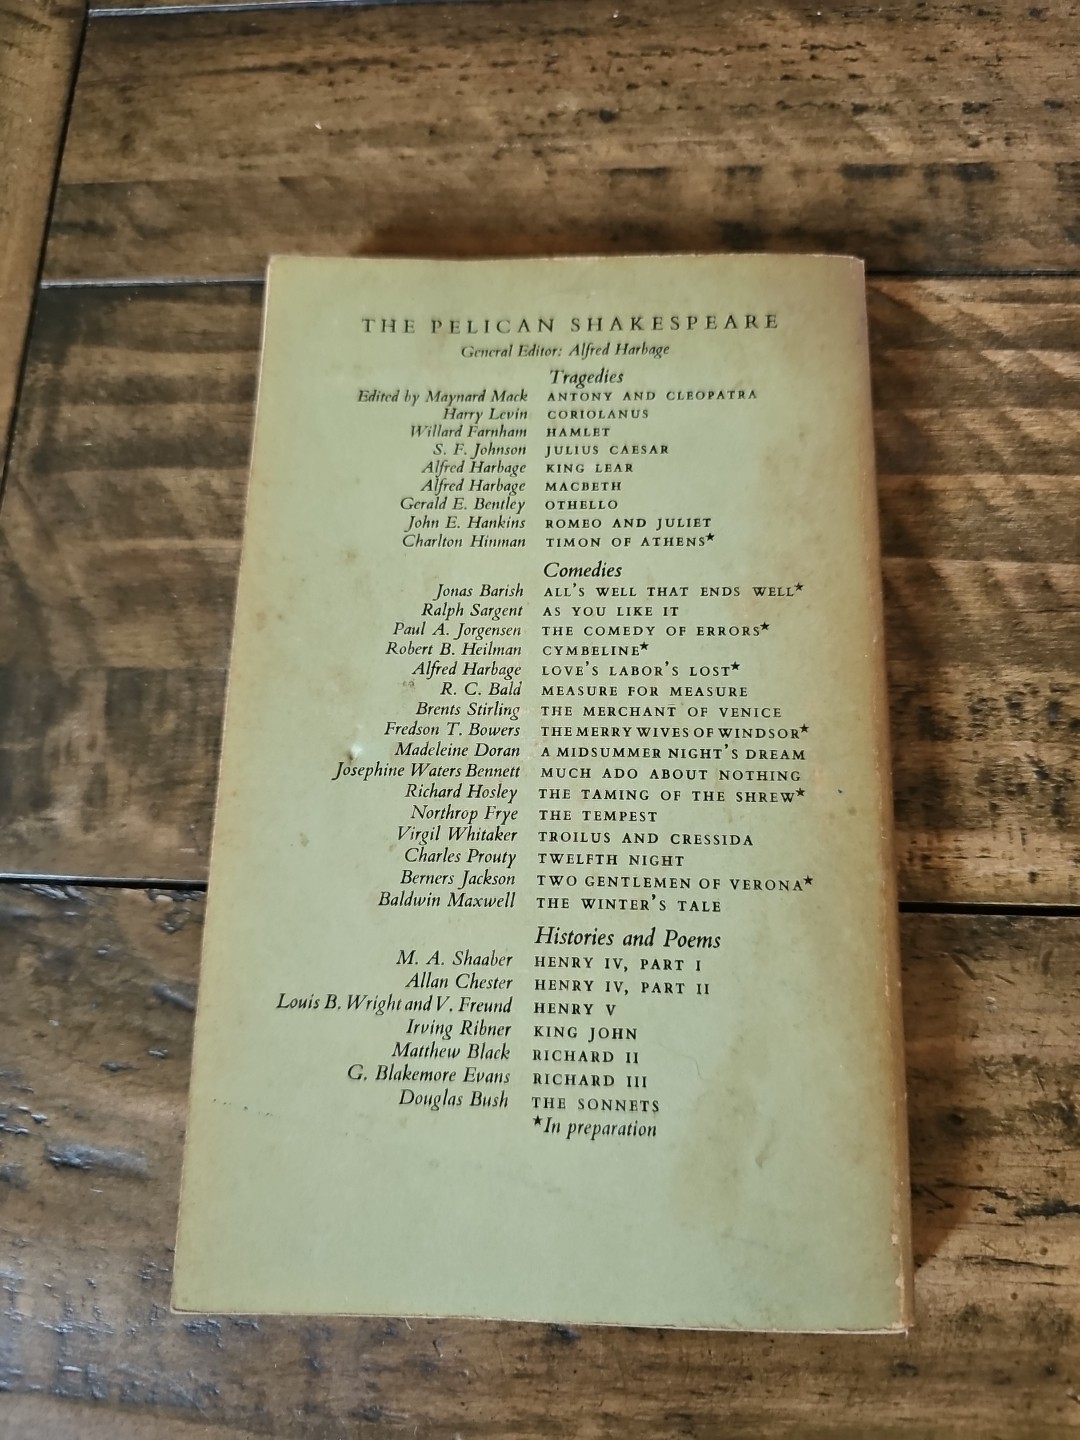 THE PELICAN SHAKESPEARE
General Editor: Alfred Harbage
Tragedies
Edited by Maynard Mack ANTONY AND CLEOPATRA
Harry Levin CORIOLANUS
Willard Farnham HAMLET
S. F. Johnson JULIUS CAESAR
Alfred Harbage KING LEAR
Alfred Harbage MACBETH
Gerald E. Bentley OTHELLO
John E. Hankins ROMEO AND JULIET
Charlton Hinman TIMON OF ATHENS★
Comedies
Jonas Barish ALL'S WELL THAT ENDS WELL★
Ralph Sargent AS YOU LIKE IT
Paul A. Jorgensen THE COMEDY OF ERRORS★
Robert B. Heilman CYMBELINE★
Alfred Harbage LOVE'S LABOR'S LOST★
R. C. Bald MEASURE FOR MEASURE
Brents Stirling THE MERCHANT OF VENICE
Fredson T. Bowers THE MERRY WIVES OF WINDSOR★
Madeleine Doran A MIDSUMMER NIGHT'S DREAM
Josephine Waters Bennett MUCH ADO ABOUT NOTHING
Richard Hosley THE TAMING OF THE SHREW★
Northrop Frye THE TEMPEST
Virgil Whitaker TROILUS AND CRESSIDA
Charles Prouty TWELFTH NIGHT
Berners Jackson TWO GENTLEMEN OF VERONA★
Baldwin Maxwell THE WINTER'S TALE
Histories and Poems
M. A. Shaaber HENRY IV, PART I
Allan Chester HENRY IV, PART II
Louis B. Wright and V. Freund HENRY V
Irving Ribner KING JOHN
Matthew Black RICHARD II
G. Blakemore Evans RICHARD III
Douglas Bush THE SONNETS
★In preparation